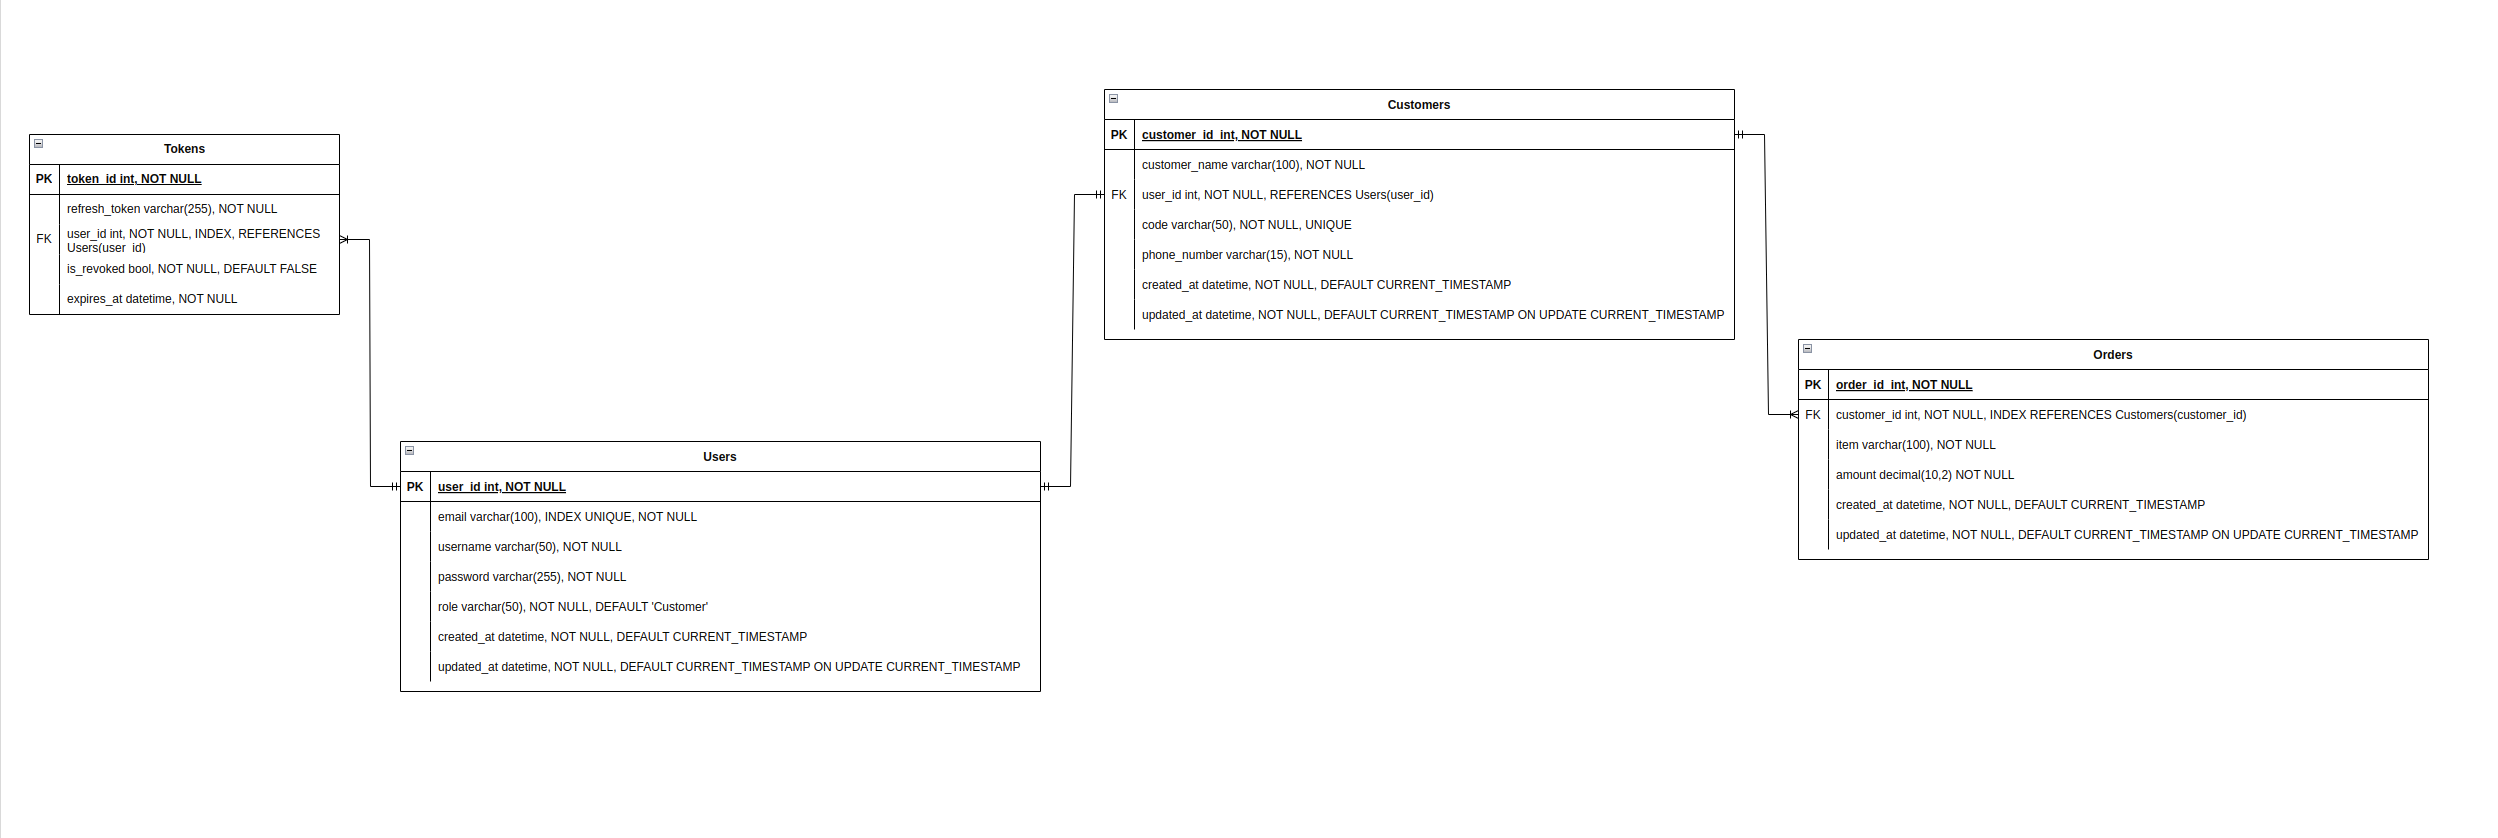 Tokens
PK token_id int, NOT NULL
refresh_token varchar(255), NOT NULL
FK user_id int, NOT NULL, INDEX, REFERENCES
Users(user_id)
is_revoked bool, NOT NULL, DEFAULT FALSE
expires_at datetime, NOT NULL
Users
PK user_id int, NOT NULL
email varchar(100), INDEX UNIQUE, NOT NULL
username varchar(50), NOT NULL
password varchar(255), NOT NULL
role varchar(50), NOT NULL, DEFAULT 'Customer'
created_at datetime, NOT NULL, DEFAULT CURRENT_TIMESTAMP
updated_at datetime, NOT NULL, DEFAULT CURRENT_TIMESTAMP ON UPDATE CURRENT_TIMESTAMP
Customers
PK customer_id_int, NOT NULL
customer_name varchar(100), NOT NULL
FK user_id int, NOT NULL, REFERENCES Users(user_id)
code varchar(50), NOT NULL, UNIQUE
phone_number varchar(15), NOT NULL
created_at datetime, NOT NULL, DEFAULT CURRENT_TIMESTAMP
updated_at datetime, NOT NULL, DEFAULT CURRENT_TIMESTAMP ON UPDATE CURRENT_TIMESTAMP
Orders
PK order_id_int, NOT NULL
FK customer_id int, NOT NULL, INDEX REFERENCES Customers(customer_id)
item varchar(100), NOT NULL
amount decimal(10,2) NOT NULL
created_at datetime, NOT NULL, DEFAULT CURRENT_TIMESTAMP
updated_at datetime, NOT NULL, DEFAULT CURRENT_TIMESTAMP ON UPDATE CURRENT_TIMESTAMP